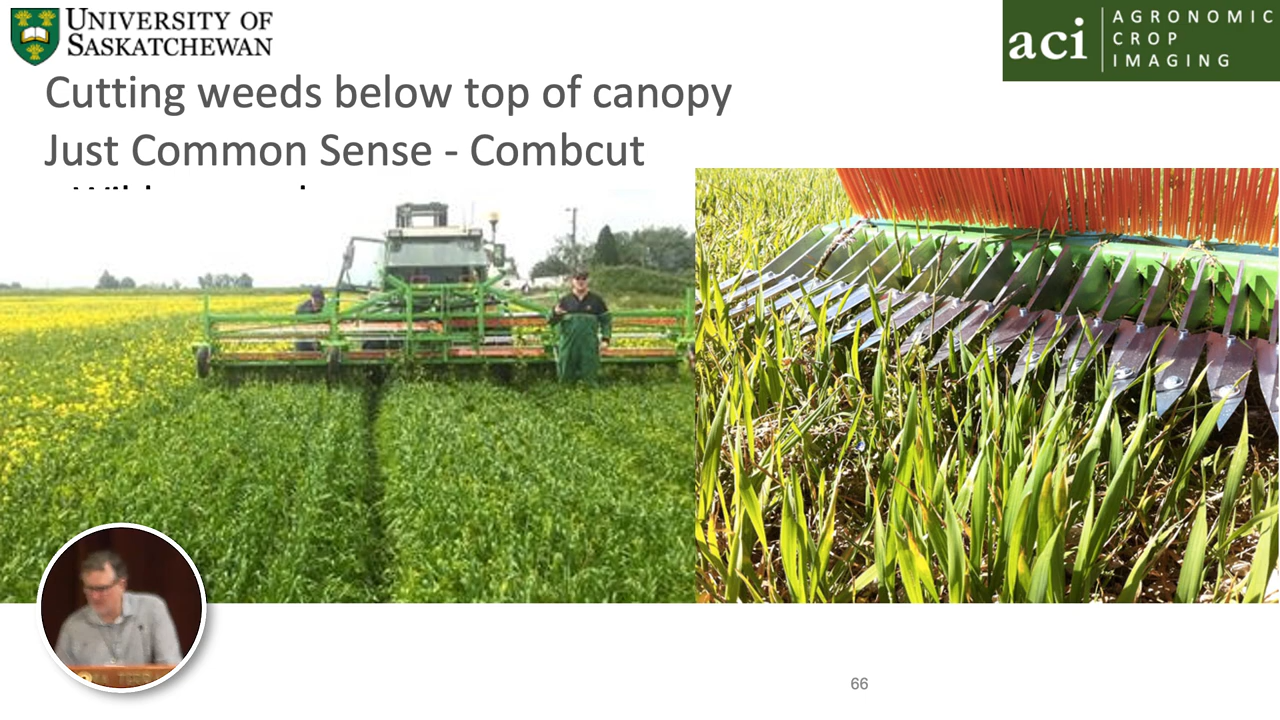 UNIVERSITY OF
SASKATCHEWAN
aci
AGRONOMIC
CROP
IMAGING
Cutting weeds below top of canopy
Just Common Sense - Combcut
66